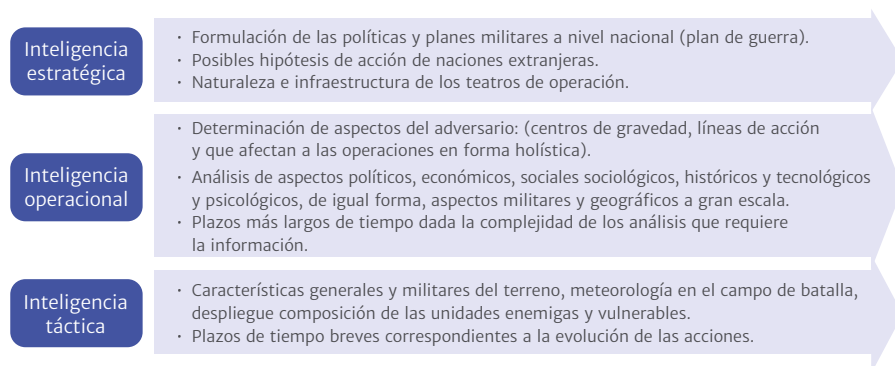 Inteligencia
estratégica
· Formulación de las políticas y planes militares a nivel nacional (plan de guerra).
· Posibles hipótesis de acción de naciones extranjeras.
· Naturaleza e infraestructura de los teatros de operación.
Inteligencia
operacional
· Determinación de aspectos del adversario: (centros de gravedad, líneas de acción
y que afectan a las operaciones en forma holística).
· Análisis de aspectos políticos, económicos, sociales sociológicos, históricos y tecnológicos
y psicológicos, de igual forma, aspectos militares y geográficos a gran escala.
· Plazos más largos de tiempo dada la complejidad de los análisis que requiere
la información.
Inteligencia
táctica
· Características generales y militares del terreno, meteorología en el campo de batalla,
despliegue composición de las unidades enemigas y vulnerables.
· Plazos de tiempo breves correspondientes a la evolución de las acciones.